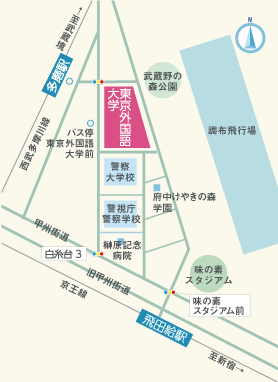 N
至武蔵境
多磨駅
西武多摩川線
東京外国語
大学
武蔵野の
森公園
調布飛行場
バス停
東京外国語
大学前
警察
大学校
府中けやきの森
学園
警視庁
警察学校
甲州街道
榊原記念
病院
白糸台3
味の素
スタジアム
旧甲州街道
京王線
味の素
スタジアム前
飛田給駅
至新宿